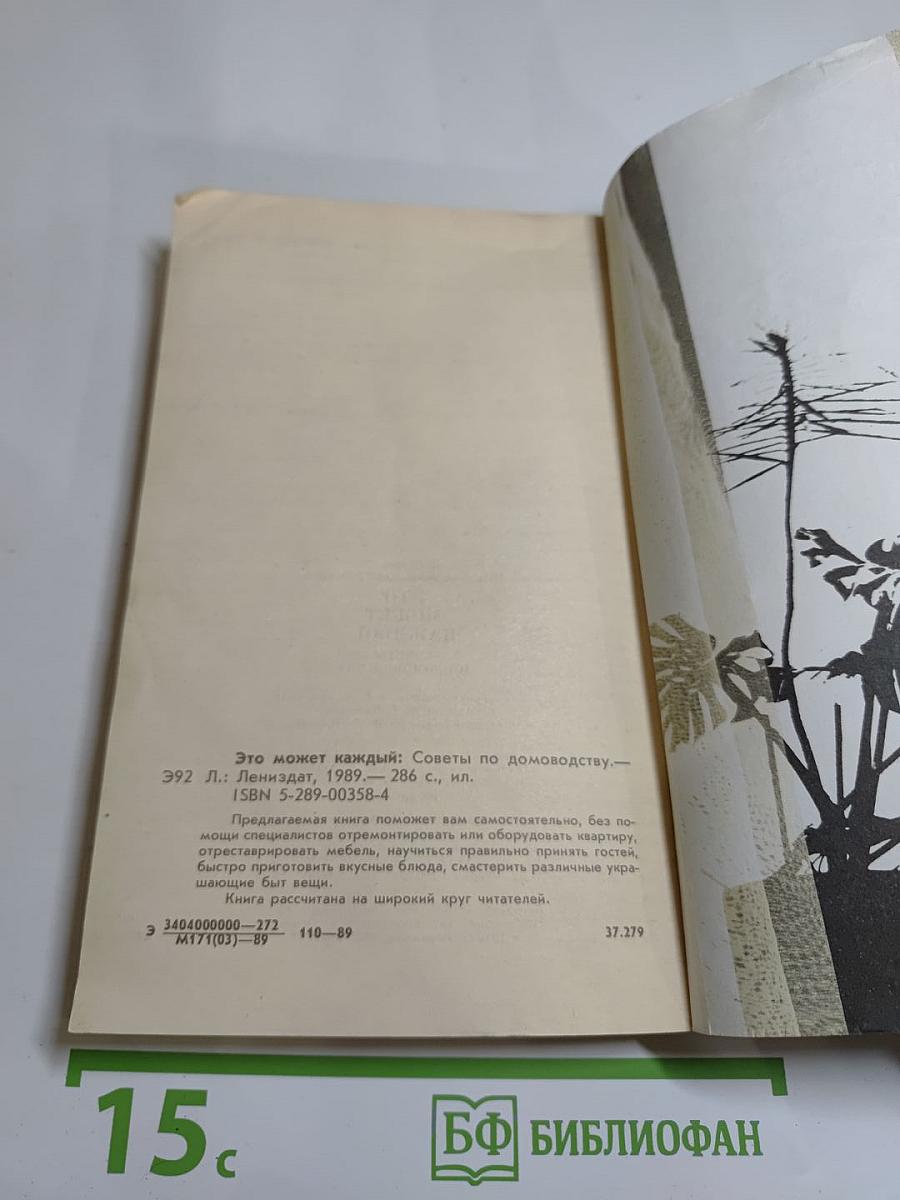 Это может каждый: Советы по домоводству.—
Э92 Л.: Лениздат, 1989.— 286 с., ил.
ISBN 5-289-00358-4
Предлагаемая книга поможет вам самостоятельно, без по-
мощи специалистов отремонтировать или оборудовать квартиру,
отреставрировать мебель, научиться правильно принять гостей,
быстро приготовить вкусные блюда, смастерить различные укра-
шающие быт вещи.
Книга рассчитана на широкий круг читателей.
Э 3404000000—272
М171(03)—89 110—89 37.279
15 с
БФ БИБЛИОФАН